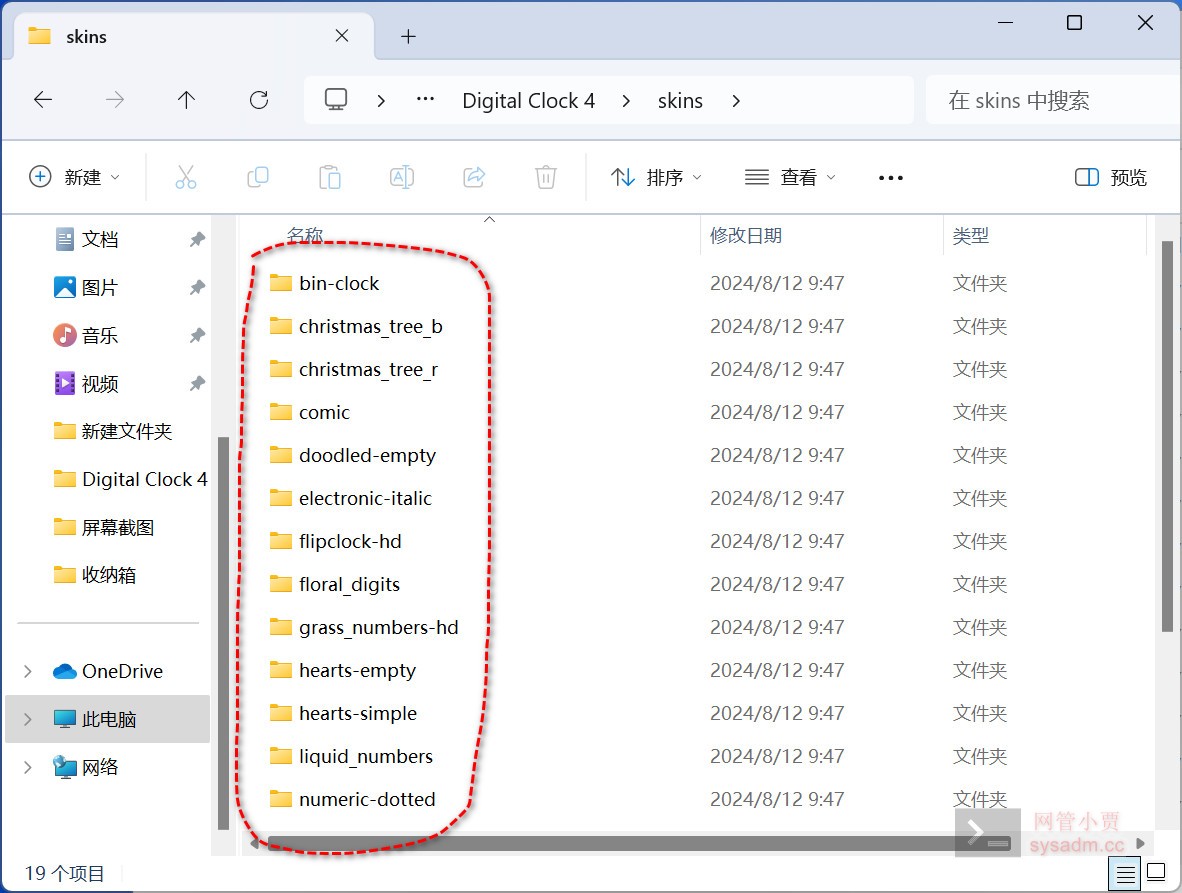 skins
Digital Clock 4 skins 在 skins 中搜索
新建 排序 查看 预览
名称 修改日期 类型
文档
图片
音乐
视频
新建文件夹
Digital Clock 4
屏幕截图
收纳箱
OneDrive
此电脑
网络
bin-clock 2024/8/12 9:47 文件夹
christmas_tree_b 2024/8/12 9:47 文件夹
christmas_tree_r 2024/8/12 9:47 文件夹
comic 2024/8/12 9:47 文件夹
doodled-empty 2024/8/12 9:47 文件夹
electronic-italic 2024/8/12 9:47 文件夹
flipclock-hd 2024/8/12 9:47 文件夹
floral_digits 2024/8/12 9:47 文件夹
grass_numbers-hd 2024/8/12 9:47 文件夹
hearts-empty 2024/8/12 9:47 文件夹
hearts-simple 2024/8/12 9:47 文件夹
liquid_numbers 2024/8/12 9:47 文件夹
numeric-dotted 2024/8/12 9:47 文件夹
网管小贾
sysadm.cc
19 个项目